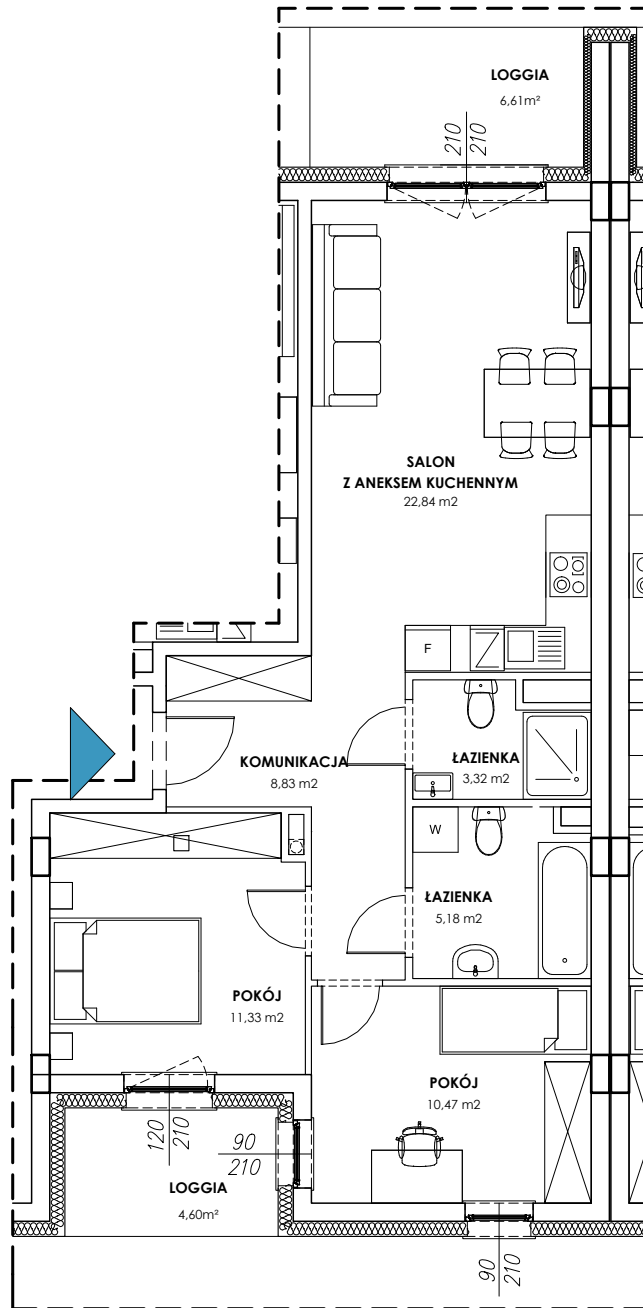 LOGGIA
6,61m²
210
210
SALON
Z ANEKSEM KUCHENNYM
22,84 m2
F
KOMUNIKACJA
8,83 m2
ŁAZIENKA
3,32 m2
W
ŁAZIENKA
5,18 m2
POKÓJ
11,33 m2
POKÓJ
10,47 m2
120
210
90
210
LOGGIA
4,60m²
90
210